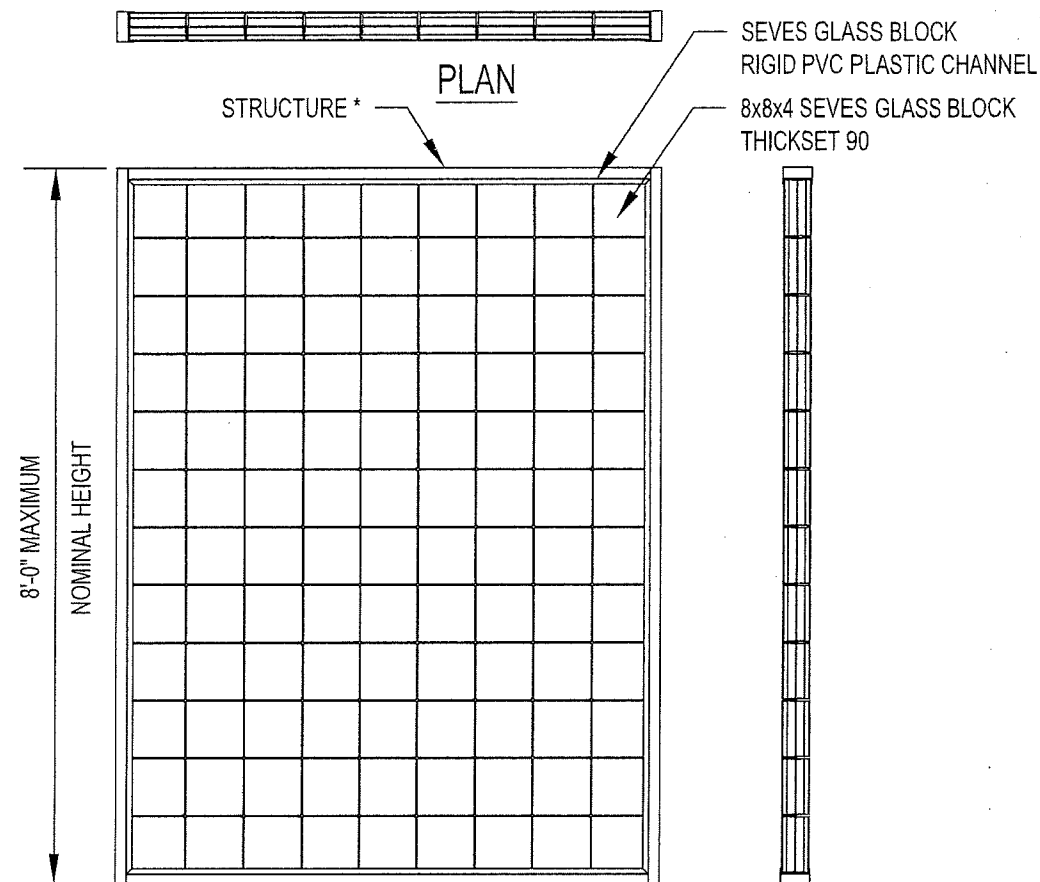 SEVES GLASS BLOCK
RIGID PVC PLASTIC CHANNEL
PLAN
STRUCTURE *
8x8x4 SEVES GLASS BLOCK
THICKSET 90
8'-0" MAXIMUM
NOMINAL HEIGHT